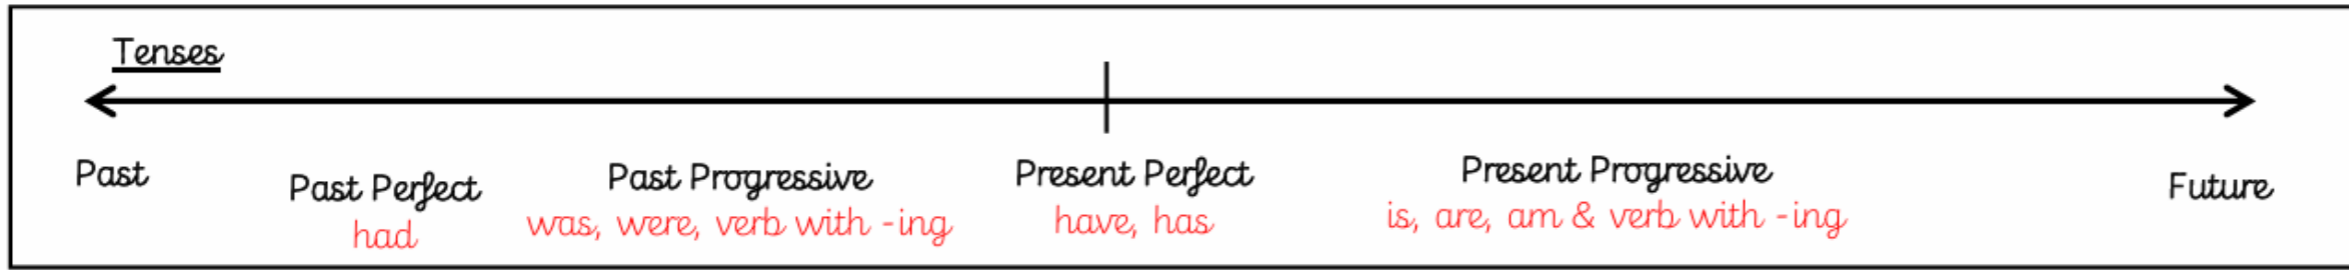 Tenses
Past
Past Perfect
had
Past Progressive
was, were, verb with -ing
Present Perfect
have, has
Present Progressive
is, are, am & verb with -ing
Future